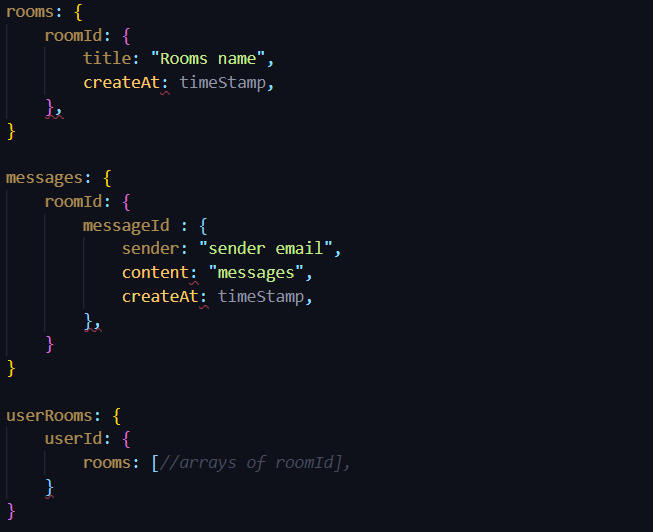 rooms: {
roomId: {
title: "Rooms name",
createAt: timeStamp,
},
}
messages: {
roomId: {
messageId : {
sender: "sender email",
content: "messages",
createAt: timeStamp,
},
}
}
userRooms: {
userId: {
rooms: [//arrays of roomId],
}
}